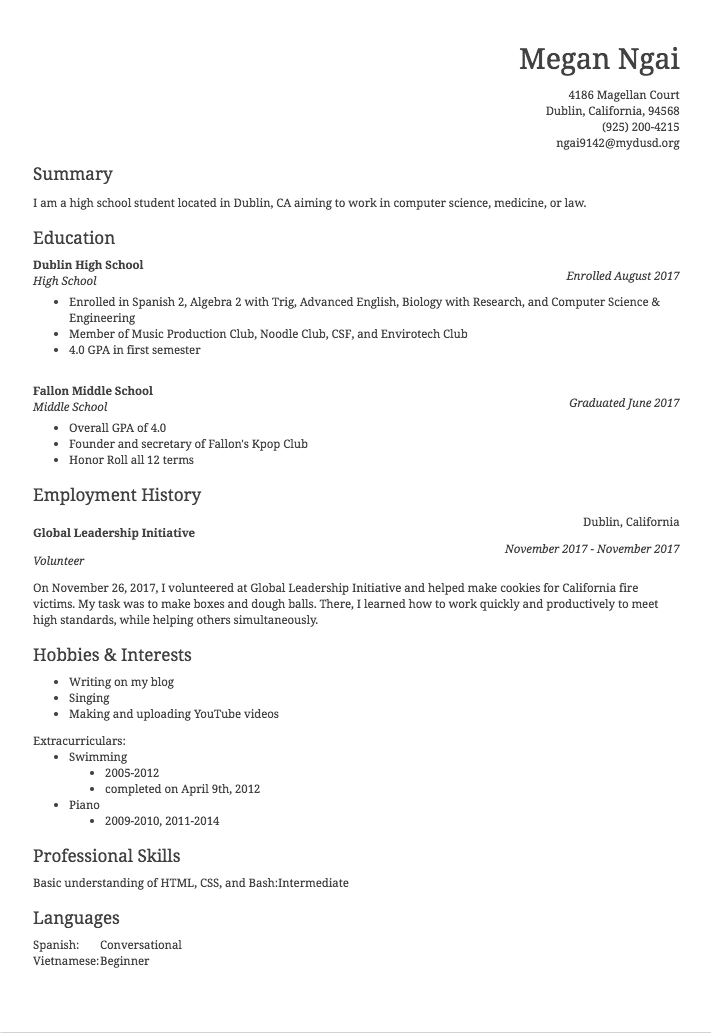 Megan Ngai
4186 Magellan Court
Dublin, California, 94568
(925) 200-4215
ngai9142@mydusd.org
Summary
I am a high school student located in Dublin, CA aiming to work in computer science, medicine, or law.
Education
Dublin High School
High School
Enrolled August 2017
• Enrolled in Spanish 2, Algebra 2 with Trig, Advanced English, Biology with Research, and Computer Science &
Engineering
• Member of Music Production Club, Noodle Club, CSF, and Envirotech Club
• 4.0 GPA in first semester
Fallon Middle School
Middle School
Graduated June 2017
• Overall GPA of 4.0
• Founder and secretary of Fallon's Kpop Club
• Honor Roll all 12 terms
Employment History
Dublin, California
Global Leadership Initiative
November 2017 - November 2017
Volunteer
On November 26, 2017, I volunteered at Global Leadership Initiative and helped make cookies for California fire
victims. My task was to make boxes and dough balls. There, I learned how to work quickly and productively to meet
high standards, while helping others simultaneously.
Hobbies & Interests
• Writing on my blog
• Singing
• Making and uploading YouTube videos
Extracurriculars:
• Swimming
• 2005-2012
• completed on April 9th, 2012
• Piano
• 2009-2010, 2011-2014
Professional Skills
Basic understanding of HTML, CSS, and Bash:Intermediate
Languages
Spanish: Conversational
Vietnamese:Beginner